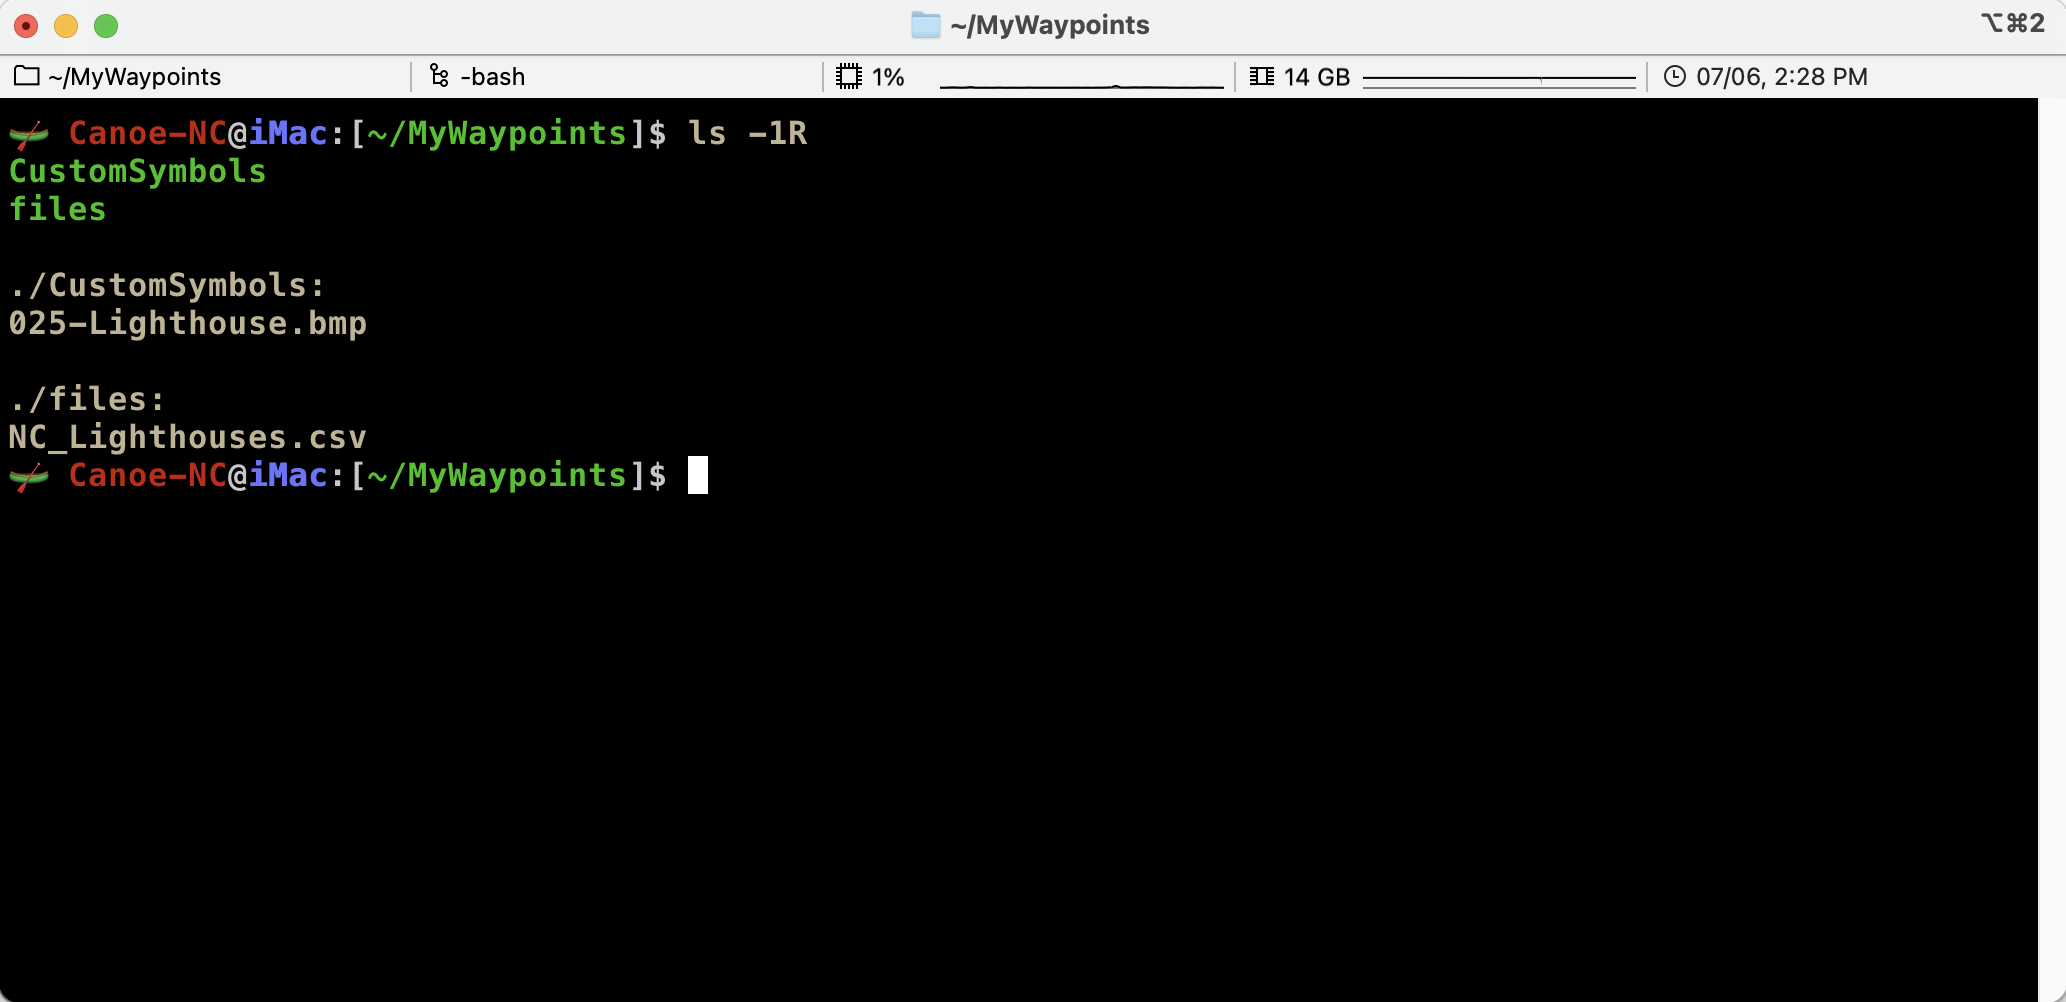 ~/MyWaypoints
⌥⌘2
~/MyWaypoints
-bash
1%
14 GB
07/06, 2:28 PM
Canoe-NC@iMac:[~/MyWaypoints]$ ls -1R
CustomSymbols
files
./CustomSymbols:
025-Lighthouse.bmp
./files:
NC_Lighthouses.csv
Canoe-NC@iMac:[~/MyWaypoints]$